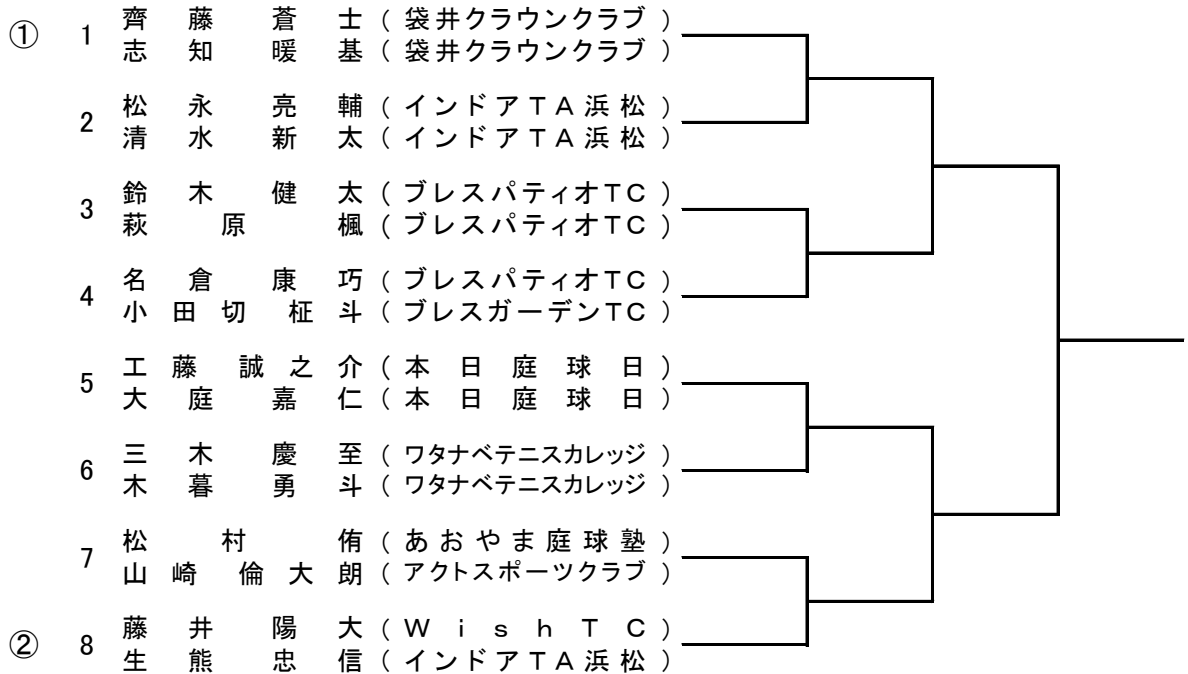 ① 1 齊藤蒼士 (袋井クラウンクラブ)
志知暖基 (袋井クラウンクラブ)
2 松永亮輔 (インドアTA浜松)
清水新太 (インドアTA浜松)
3 鈴木健太 (ブレスパティオTC)
萩原楓 (ブレスパティオTC)
4 名倉康巧 (ブレスパティオTC)
小田切柾斗 (ブレスガーデンTC)
5 工藤誠之介 (本日庭球日)
大庭嘉仁 (本日庭球日)
6 三木慶至 (ワタナベテニスカレッジ)
木暮勇斗 (ワタナベテニスカレッジ)
7 松村侑 (あおやま庭球塾)
山崎倫大朗 (アクトスポーツクラブ)
② 8 藤井陽大 (WishTC)
生熊忠信 (インドアTA浜松)